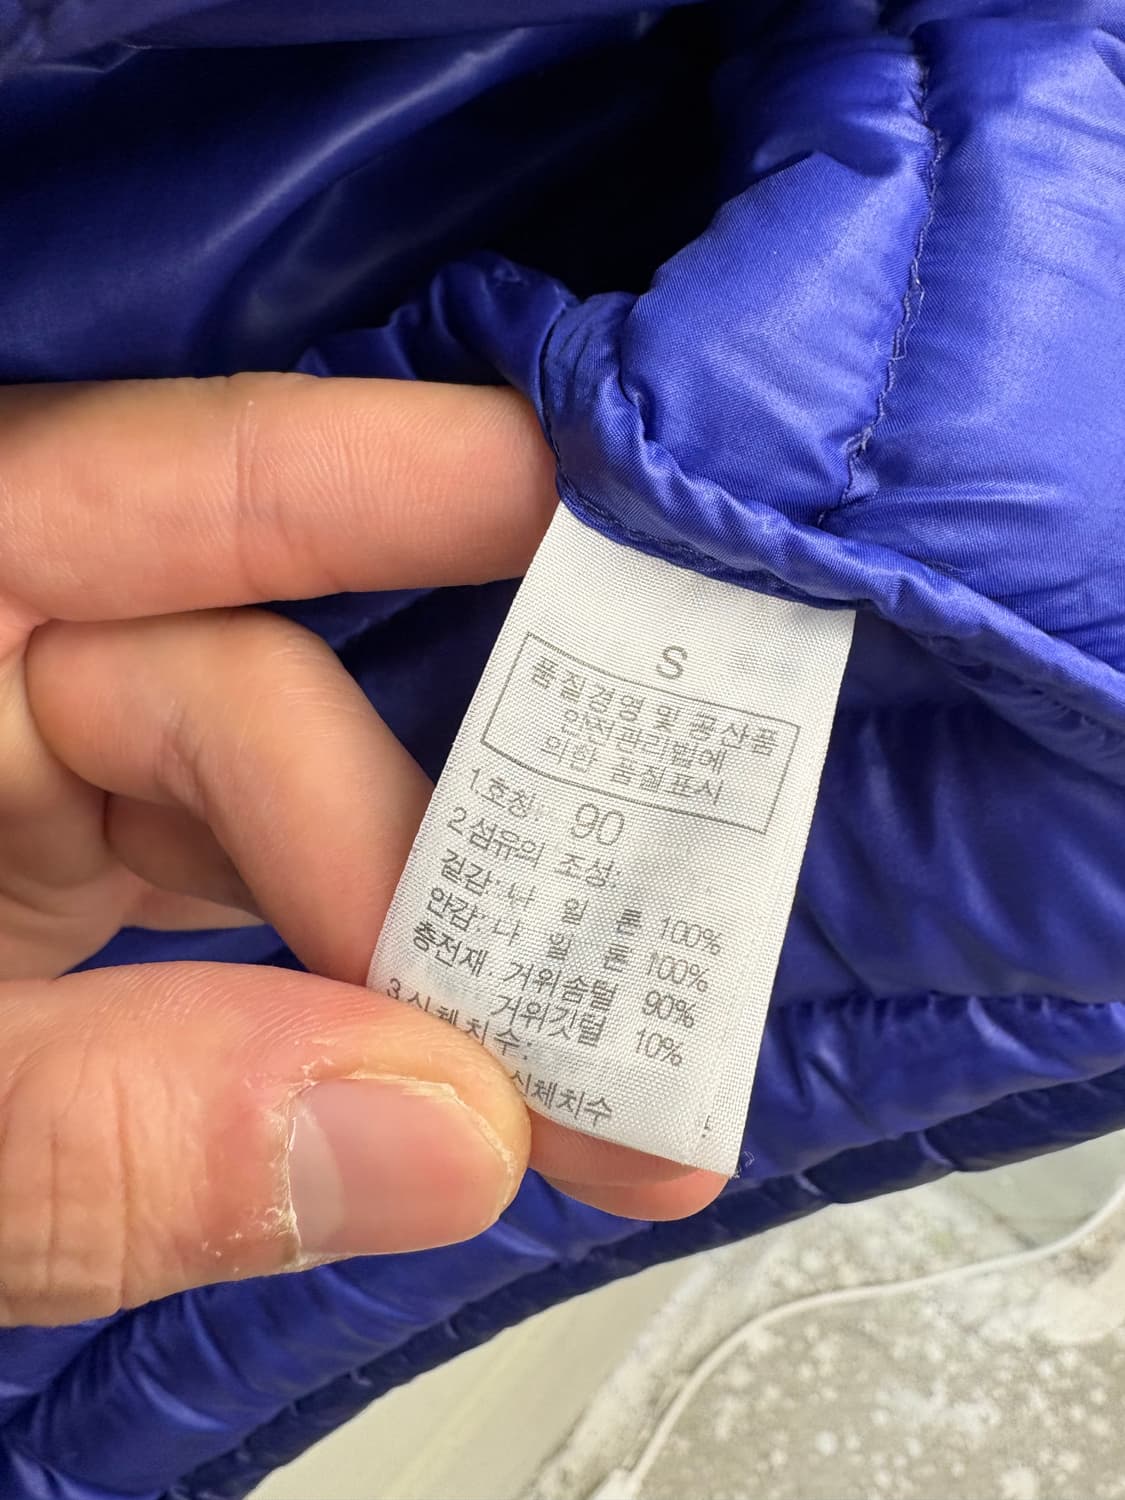 S
품질경영 및 공산품
안전관리법에
의한 품질표시
1.호칭: 90
2.섬유의 조성:
겉감:나 일 론 100%
안감:나 일 론 100%
충전재: 거위솜털 90%
거위깃털 10%
3.신체치수:
신체치수